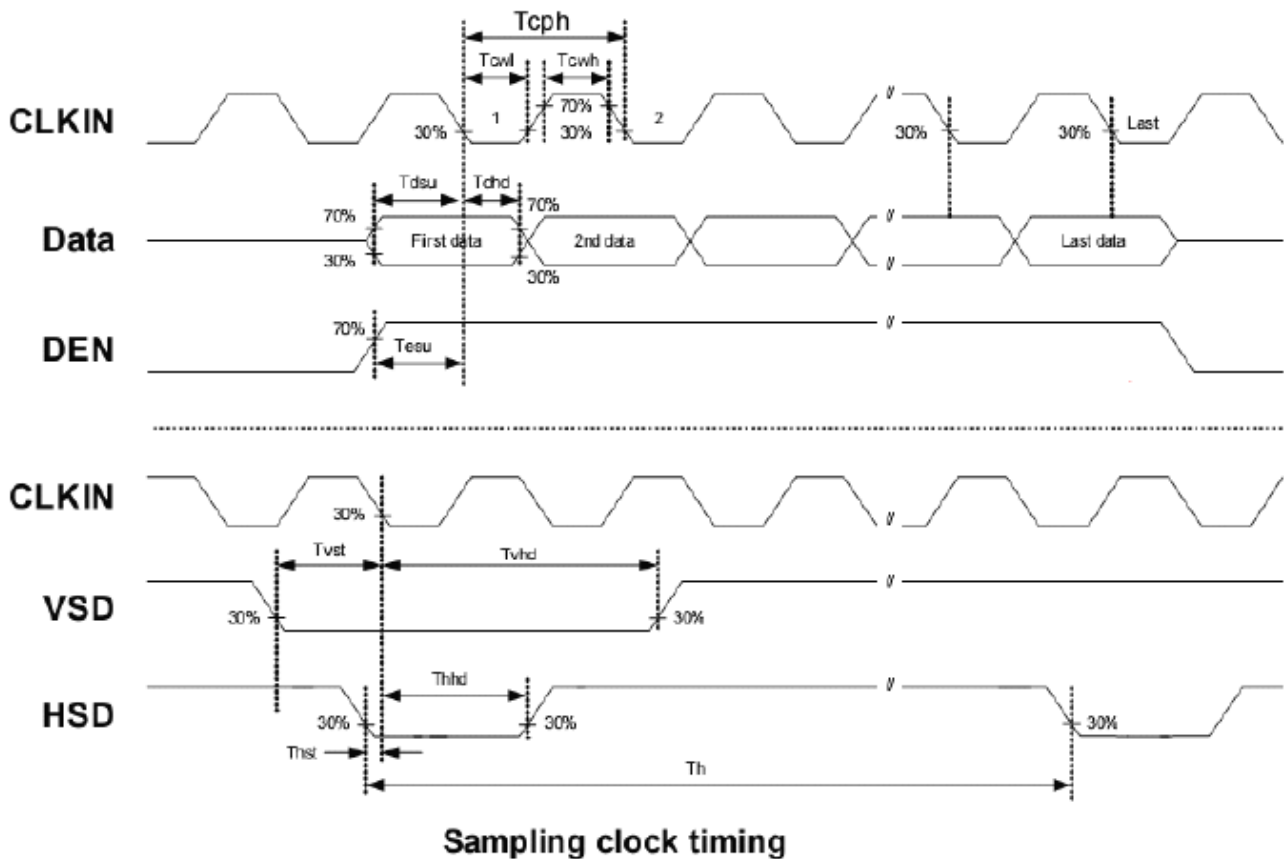 Tcph
Tcwl Tcwh
CLKIN 30% 1 70% 30% 2 // 30% 30% Last
Tdsu Tdhd
70% 70%
Data First data 2nd data // Last data
30% 30%
70%
DEN Tesu //
CLKIN 30% //
Tvst Tvhd
VSD 30% 30% //
Thhd
HSD 30% 30% // 30%
Thst
Th
Sampling clock timing